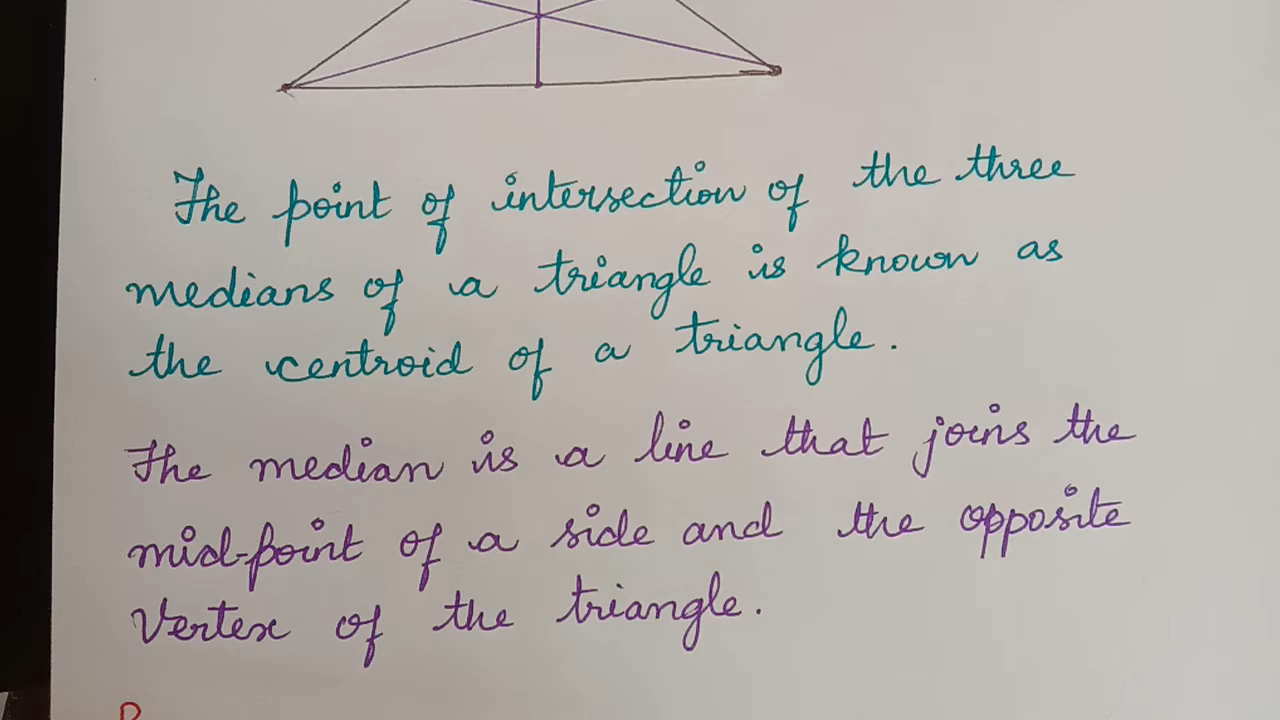 The point of intersection of the three
medians of a triangle is known as
the centroid of a triangle.
The median is a line that joins the
mid-point of a side and the opposite
Vertex of the triangle.